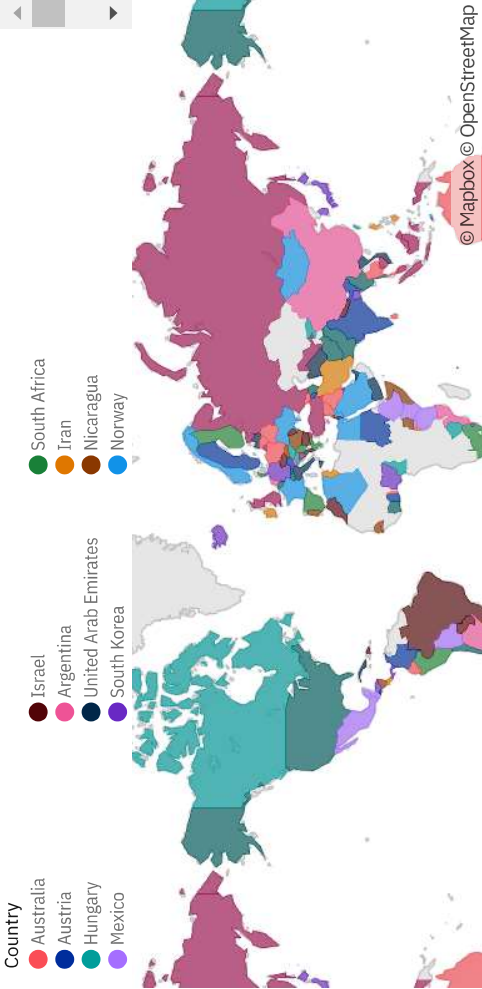 Country
Australia
Israel
South Africa
Austria
Argentina
Iran
Hungary
United Arab Emirates
Nicaragua
Mexico
South Korea
Norway
© Mapbox © OpenStreetMap